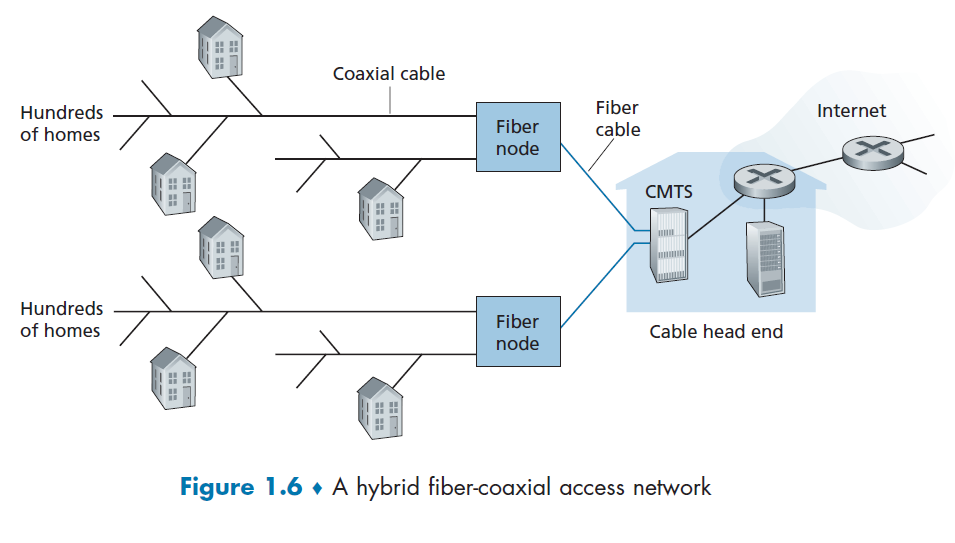 Coaxial cable
Hundreds
of homes
Fiber
node
Fiber
cable
Internet
CMTS
Hundreds
of homes
Fiber
node
Cable head end
Figure 1.6 ♦ A hybrid fiber-coaxial access network